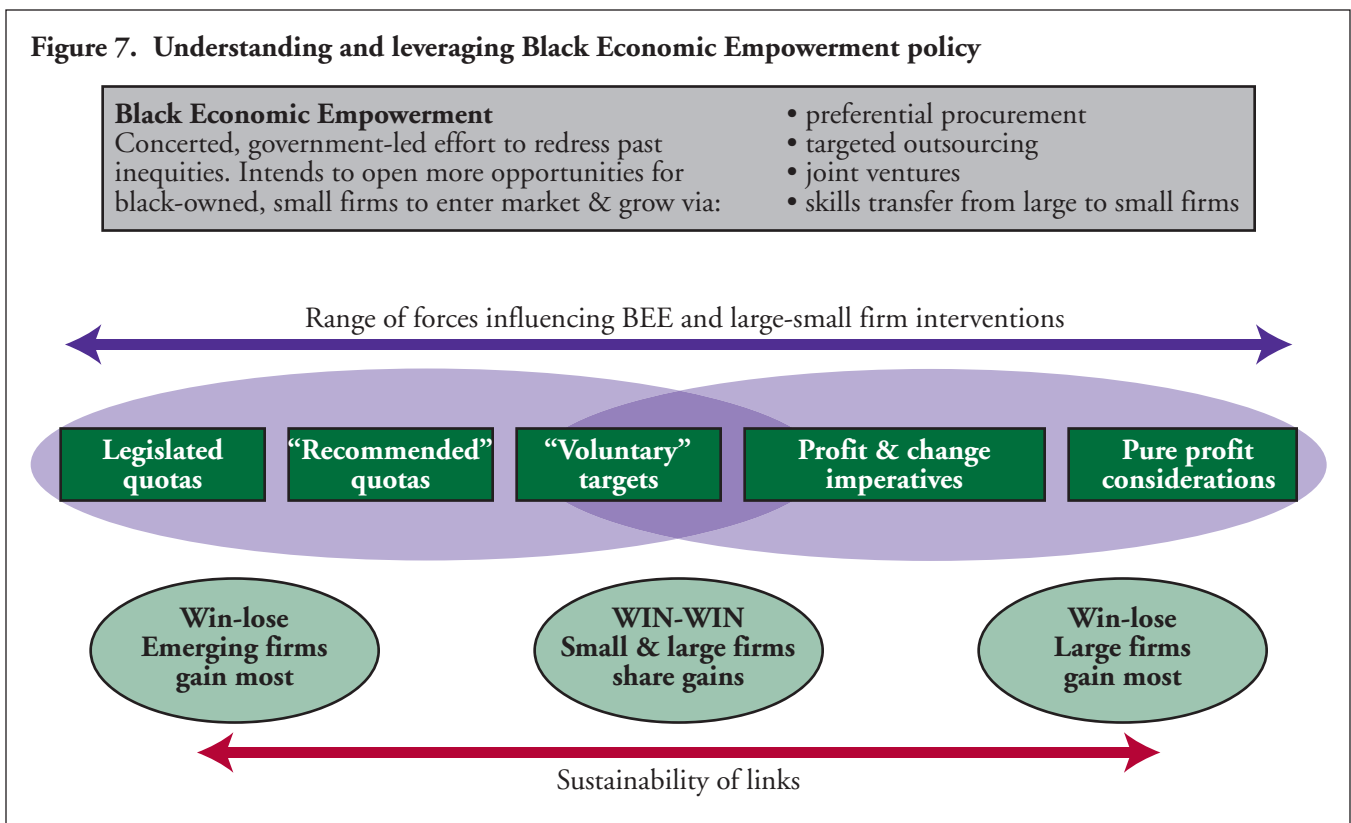 Figure 7. Understanding and leveraging Black Economic Empowerment policy
Black Economic Empowerment
Concerted, government-led effort to redress past
inequities. Intends to open more opportunities for
black-owned, small firms to enter market & grow via:
• preferential procurement
• targeted outsourcing
• joint ventures
• skills transfer from large to small firms
Range of forces influencing BEE and large-small firm interventions
Legislated
quotas
“Recommended”
quotas
“Voluntary”
targets
Profit & change
imperatives
Pure profit
considerations
Win-lose
Emerging firms
gain most
WIN-WIN
Small & large firms
share gains
Win-lose
Large firms
gain most
Sustainability of links